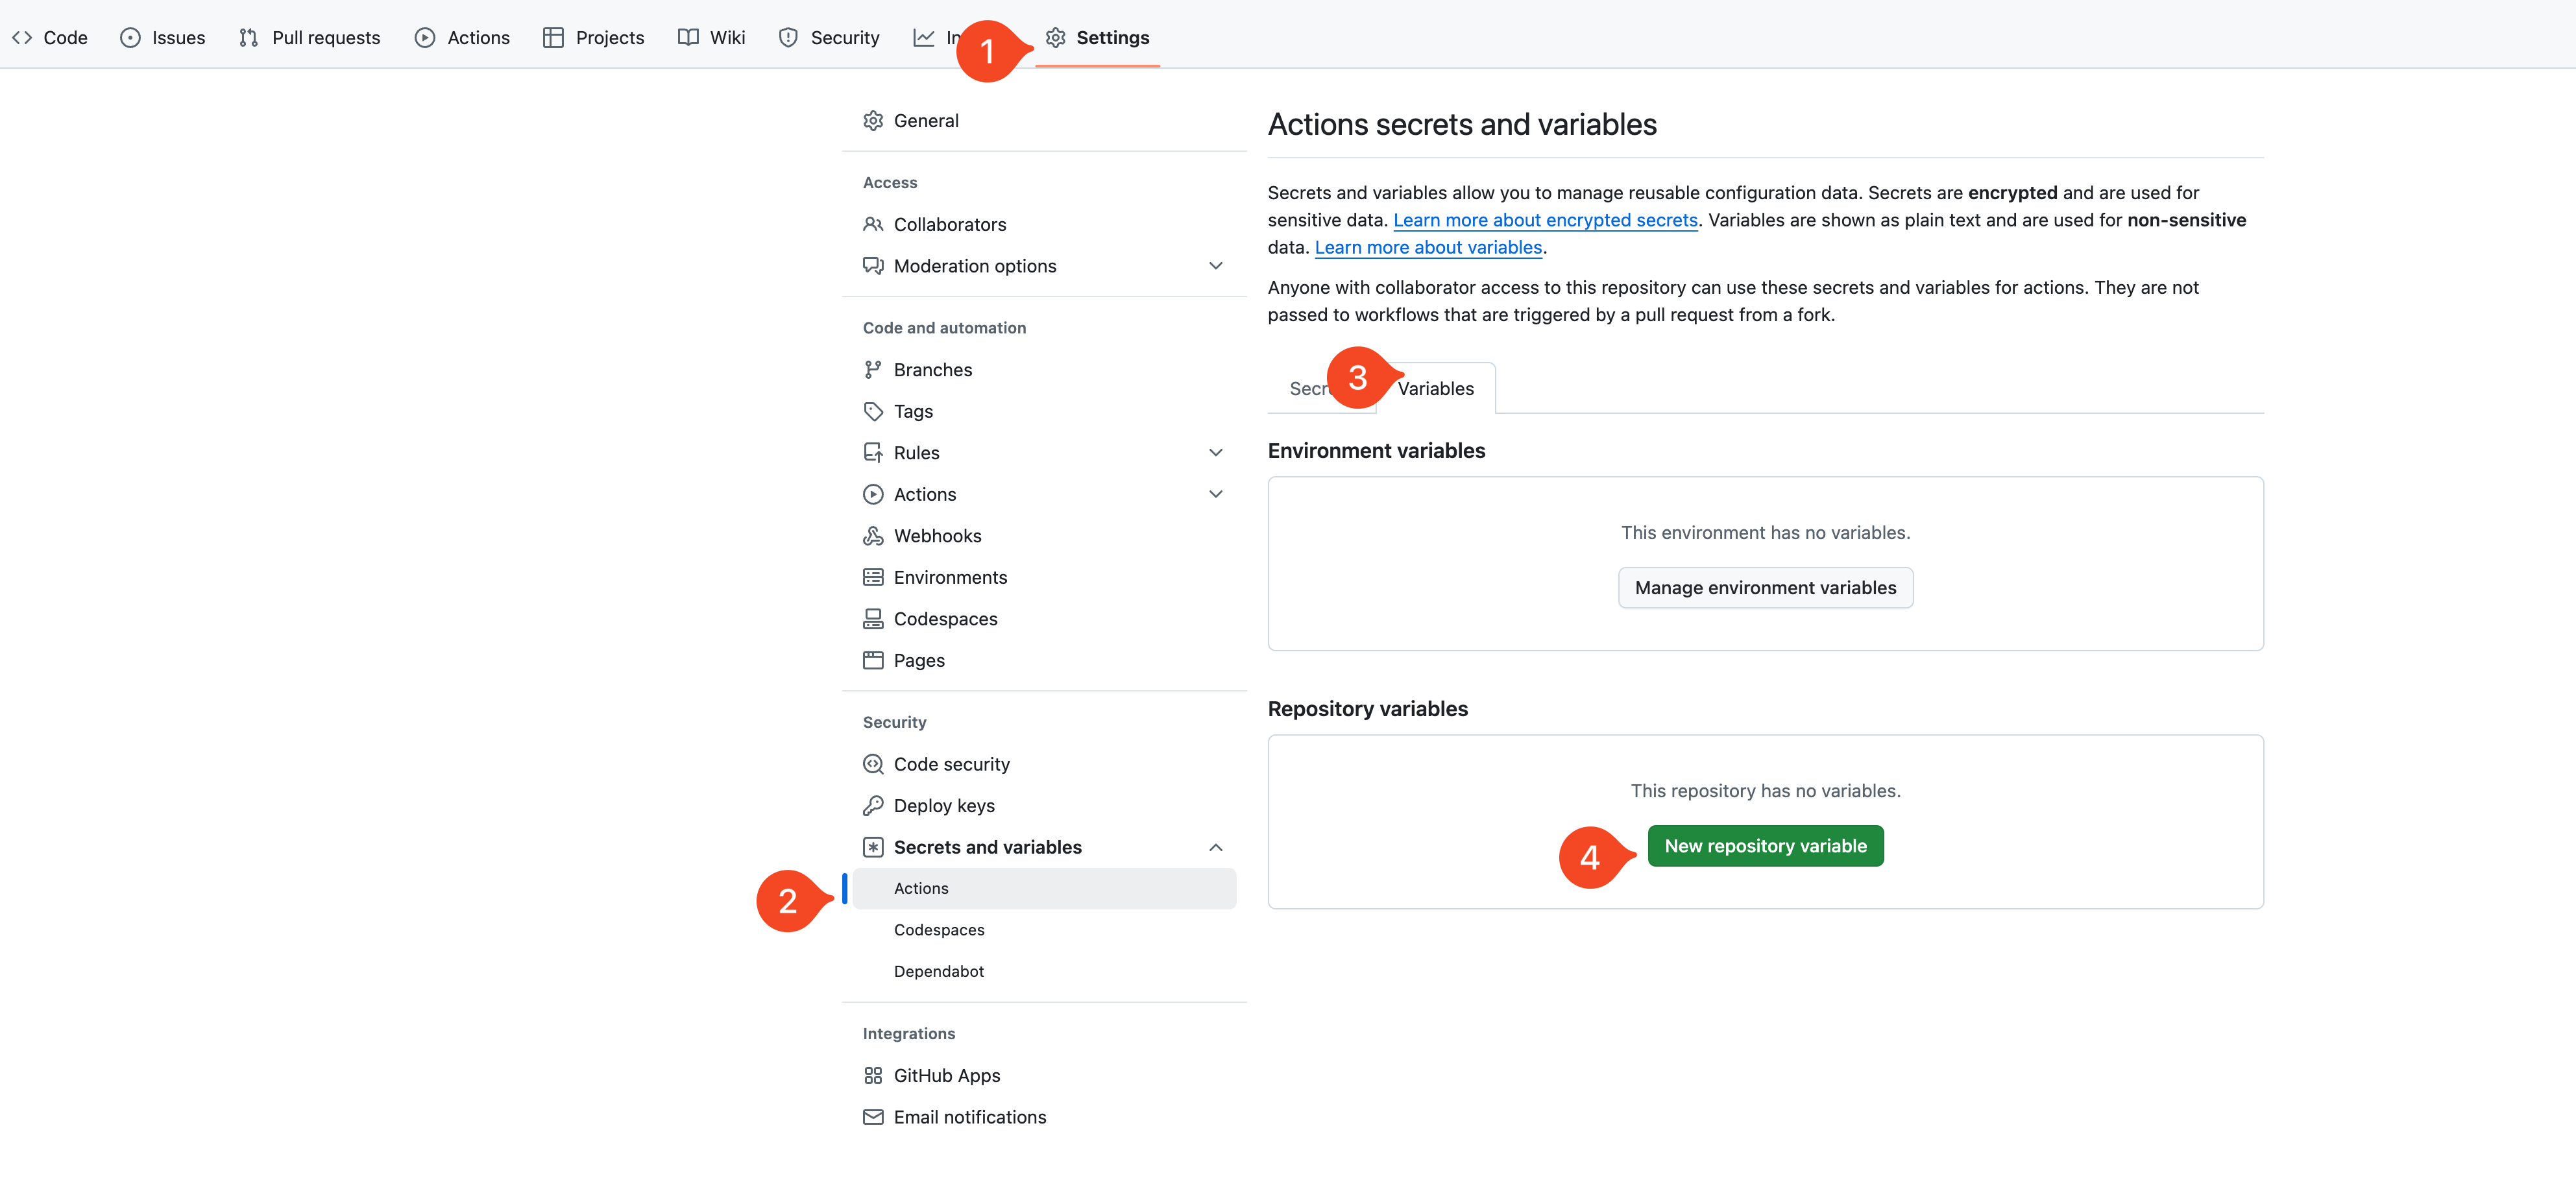 Code Issues Pull requests Actions Projects Wiki Security Settings
1
General
Access
Collaborators
Moderation options
Code and automation
Branches
Tags
Rules
Actions
Webhooks
Environments
Codespaces
Pages
Security
Code security
Deploy keys
Secrets and variables
2
Actions
Codespaces
Dependabot
Integrations
GitHub Apps
Email notifications
Actions secrets and variables
Secrets and variables allow you to manage reusable configuration data. Secrets are encrypted and are used for
sensitive data. Learn more about encrypted secrets. Variables are shown as plain text and are used for non-sensitive
data. Learn more about variables.
Anyone with collaborator access to this repository can use these secrets and variables for actions. They are not
passed to workflows that are triggered by a pull request from a fork.
3 Variables
Environment variables
This environment has no variables.
Manage environment variables
Repository variables
This repository has no variables.
4 New repository variable